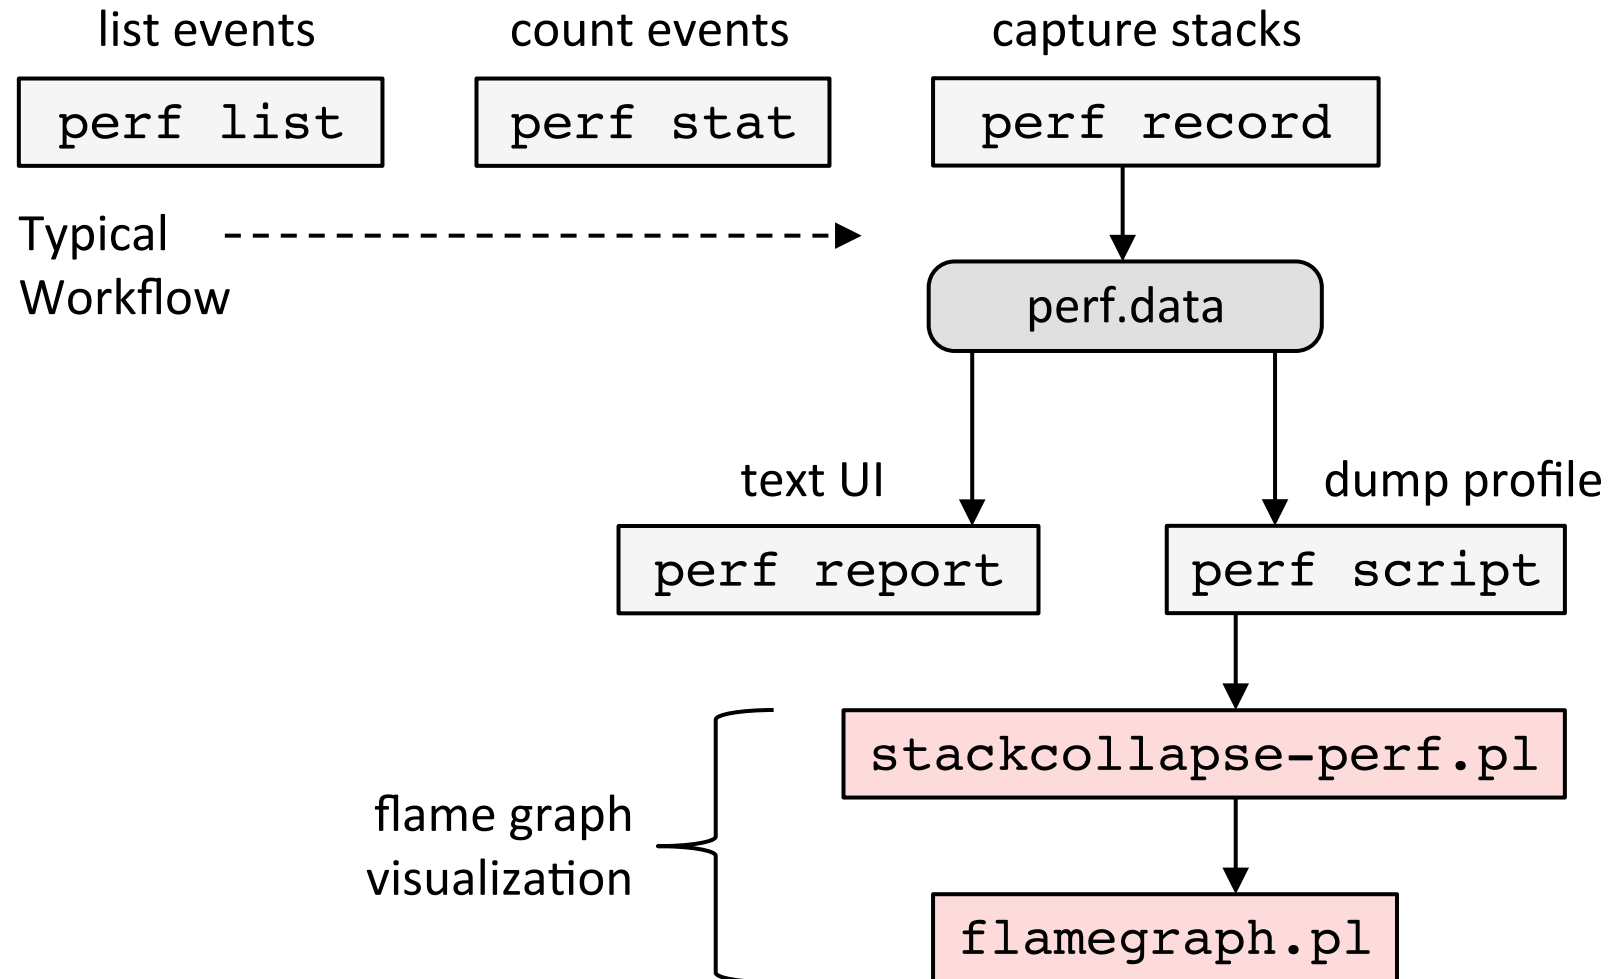 list events
count events
capture stacks
perf list
perf stat
perf record
Typical
Workflow
perf.data
text UI
dump profile
perf report
perf script
stackcollapse-perf.pl
flame graph
visualization
flamegraph.pl